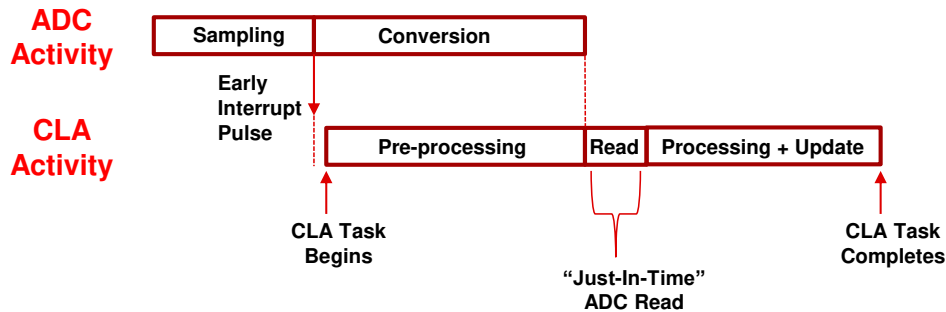 ADC
Activity
Sampling
Conversion
Early
Interrupt
Pulse
CLA
Activity
Pre-processing
Read
Processing + Update
CLA Task
Begins
“Just-In-Time”
ADC Read
CLA Task
Completes